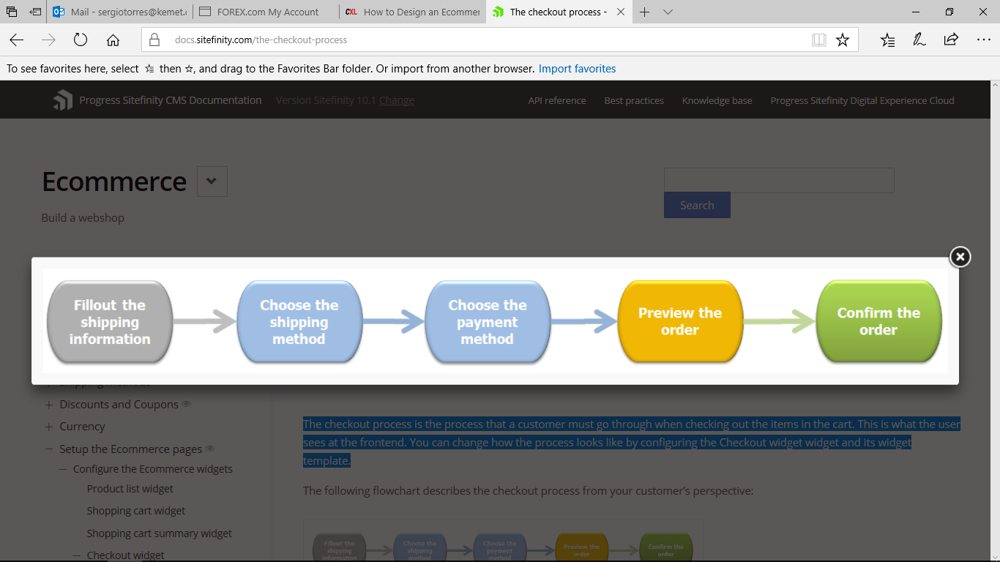 Mail - sergiotorres@kemet.c
FOREX.com My Account
CXL How to Design an Ecommer
The checkout process -
docs.sitefinity.com/the-checkout-process
To see favorites here, select then ☆, and drag to the Favorites Bar folder. Or import from another browser. Import favorites
Progress Sitefinity CMS Documentation Version Sitefinity 10.1 Change
API reference Best practices Knowledge base Progress Sitefinity Digital Experience Cloud
Ecommerce
Search
Build a webshop
Fillout the
shipping
information
Choose the
shipping
method
Choose the
payment
method
Preview the
order
Confirm the
order
Discounts and Coupons
Currency
Setup the Ecommerce pages
Configure the Ecommerce widgets
Product list widget
Shopping cart widget
Shopping cart summary widget
Checkout widget
The checkout process is the process that a customer must go through when checking out the items in the cart. This is what the user
sees at the frontend. You can change how the process looks like by configuring the Checkout widget widget and its widget
template.
The following flowchart describes the checkout process from your customer's perspective:
Fillout the
shipping
information
Choose the
shipping
method
Choose the
payment
method
Preview the
order
Confirm the
order